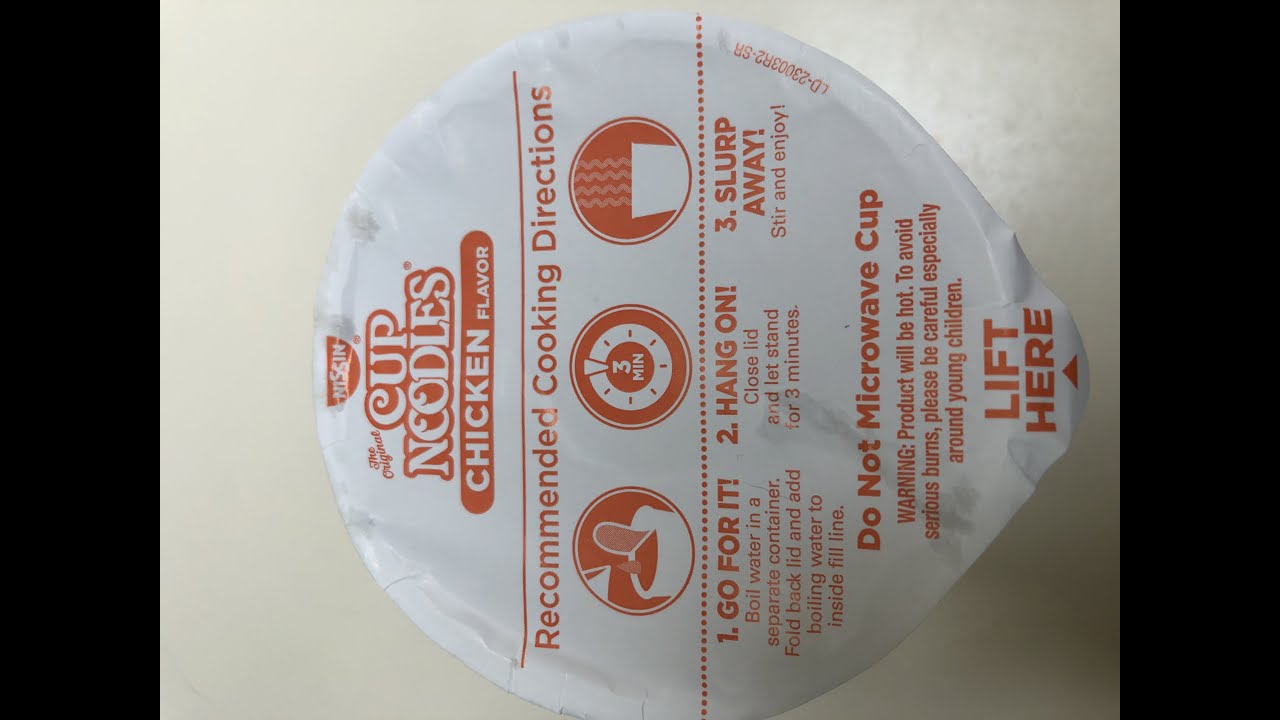 NISSIN®
The
Original
CUP
NOODLES®
CHICKEN FLAVOR
Recommended Cooking Directions
3
MIN
1. GO FOR IT!
Boil water in a
separate container.
Fold back lid and add
boiling water to
inside fill line.
2. HANG ON!
Close lid
and let stand
for 3 minutes.
3. SLURP
AWAY!
Stir and enjoy!
LD-23003R2-SR
Do Not Microwave Cup
WARNING: Product will be hot. To avoid
serious burns, please be careful especially
around young children.
LIFT
HERE